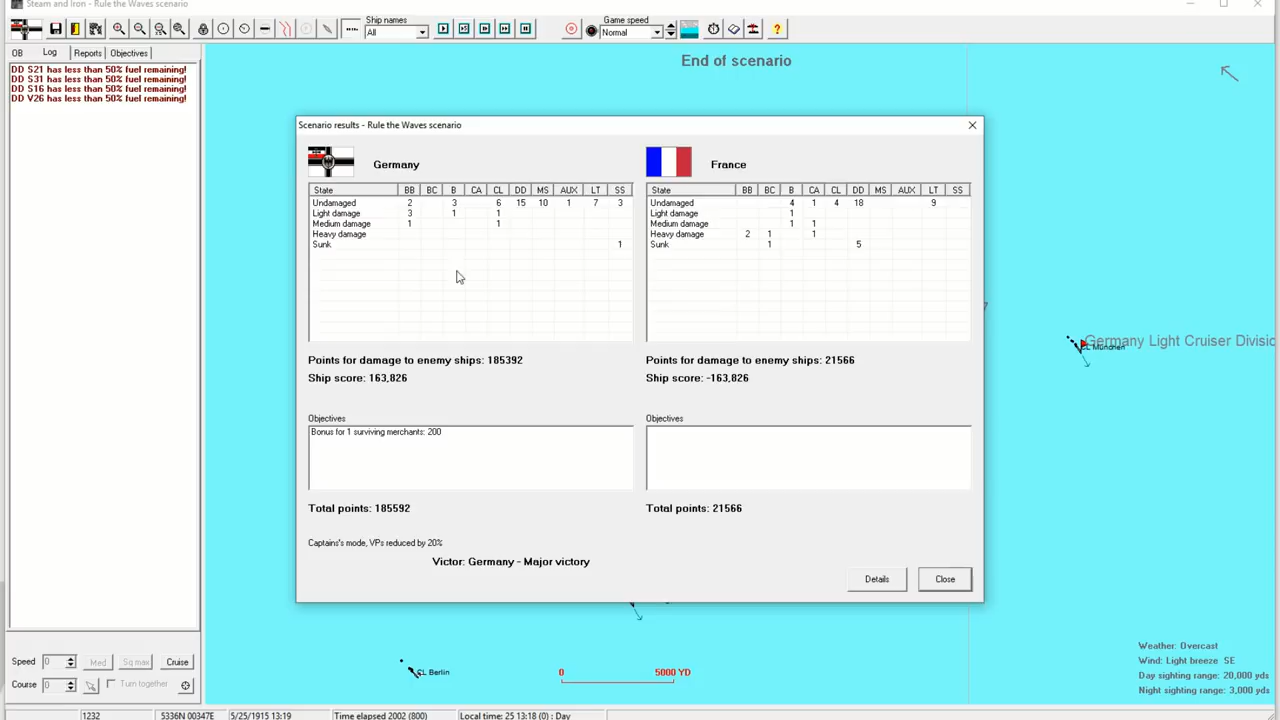 Steam and Iron - Rule the Waves scenario
Ship names
All
Game speed
Normal
OB Log Reports Objectives
DD S21 has less than 50% fuel remaining!
DD S31 has less than 50% fuel remaining!
DD S16 has less than 50% fuel remaining!
DD V26 has less than 50% fuel remaining!
End of scenario
Scenario results - Rule the Waves scenario
Germany
State BB BC B CA CL DD MS AUX LT SS
Undamaged 2 3 6 15 10 1 7 3
Light damage 3 1 1
Medium damage 1 1
Heavy damage
Sunk 1
Points for damage to enemy ships: 185392
Ship score: 163,826
Objectives
Bonus for 1 surviving merchants: 200
Total points: 185592
Captains's mode, VPs reduced by 20%
Victor: Germany - Major victory
France
State BB BC B CA CL DD MS AUX LT SS
Undamaged 4 1 4 18 9
Light damage 1
Medium damage 1 1
Heavy damage 2 1 1
Sunk 1 5
Points for damage to enemy ships: 21566
Ship score: -163,826
Objectives
Total points: 21566
Details Close
Germany Light Cruiser Divisio
CL München
CL Berlin
0 5000 YD
Weather: Overcast
Wind: Light breeze SE
Day sighting range: 20,000 yds
Night sighting range: 3,000 yds
Speed 0 Med Sq max Cruise
Course 0 Turn together
1232 5336N 00347E 5/25/1915 13:19 Time elapsed 2002 (800) Local time: 25 13:18 (0) : Day